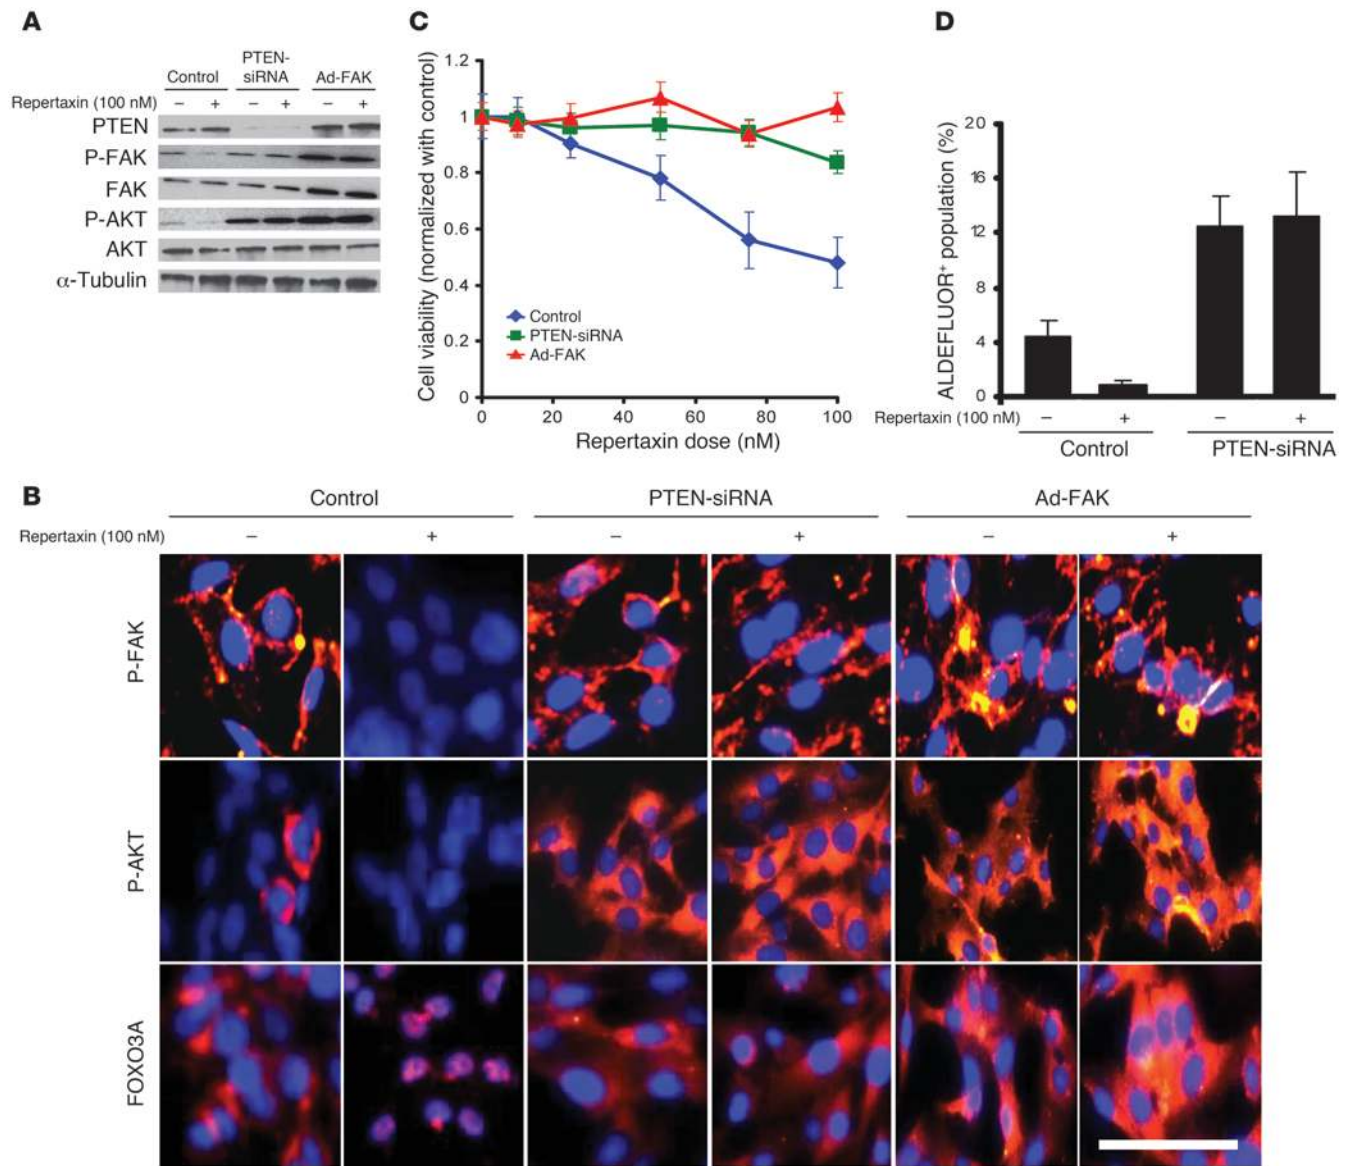 A
Control
PTEN-
siRNA
Ad-FAK
Repertaxin (100 nM) – + – + – +
PTEN
P-FAK
FAK
P-AKT
AKT
α-Tubulin
C
Cell viability (normalized with control)
1.2
1
0.8
0.6
0.4
0.2
0
Control
PTEN-siRNA
Ad-FAK
0 20 40 60 80 100
Repertaxin dose (nM)
D
ALDEFLUOR⁺ population (%)
20
16
12
8
4
0
Repertaxin (100 nM) – + – +
Control PTEN-siRNA
B
Control PTEN-siRNA Ad-FAK
Repertaxin (100 nM) – + – + – +
P-FAK
P-AKT
FOXO3A